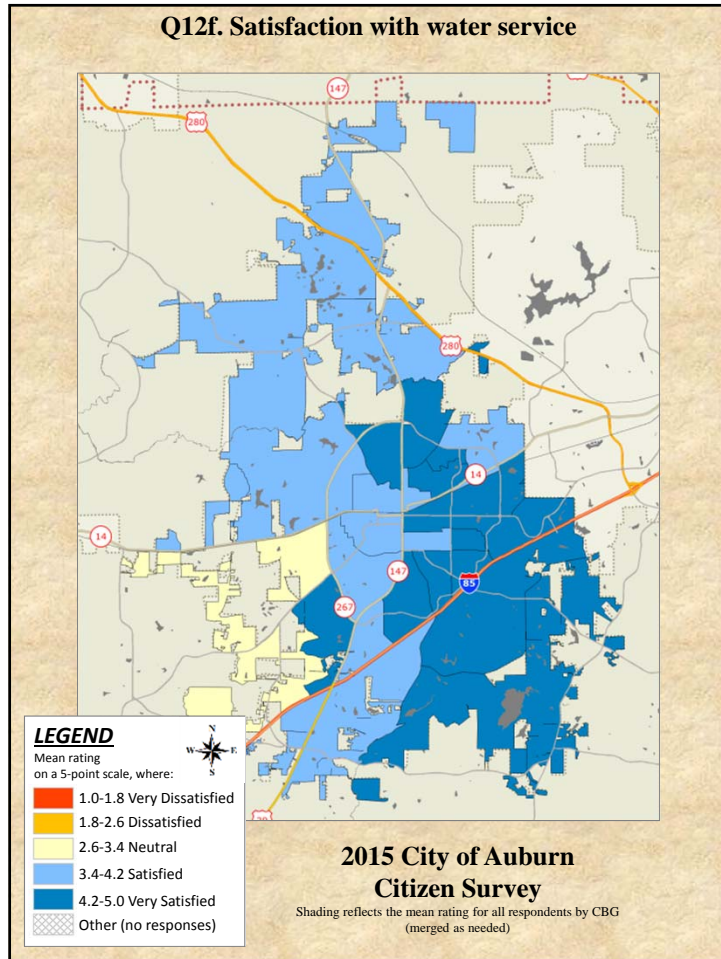 Q12f. Satisfaction with water service
147
280
280
14
14
147
85
267
LEGEND
Mean rating
on a 5-point scale, where:
N
W E
S
1.0-1.8 Very Dissatisfied
1.8-2.6 Dissatisfied
2.6-3.4 Neutral
3.4-4.2 Satisfied
4.2-5.0 Very Satisfied
Other (no responses)
2015 City of Auburn
Citizen Survey
Shading reflects the mean rating for all respondents by CBG
(merged as needed)